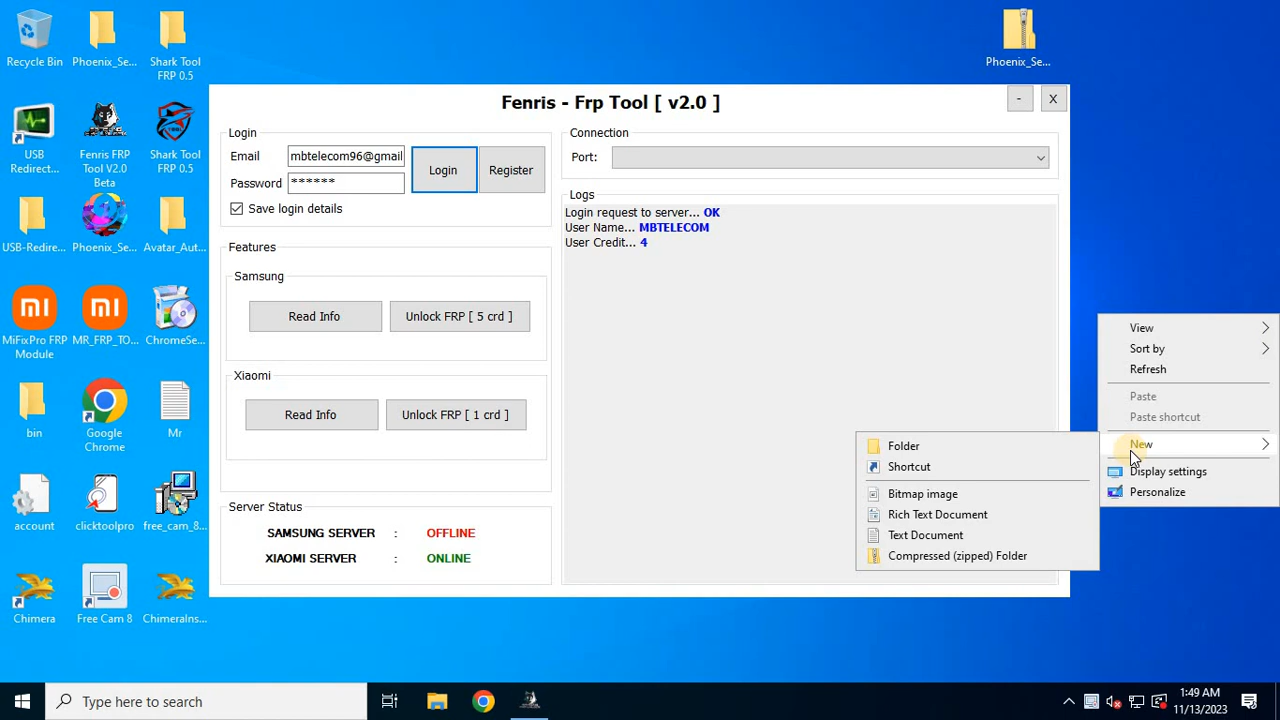 Recycle Bin
Phoenix_Se...
Shark Tool
FRP 0.5
Phoenix_Se...
USB
Redirect...
Fenris FRP
Tool V2.0
Beta
Shark Tool
FRP 0.5
USB-Redire...
Phoenix_Se...
Avatar_Aut...
MiFixPro FRP
Module
MR_FRP_TO...
ChromeSe...
bin
Google
Chrome
Mr
account
clicktoolpro
free_cam_8...
Chimera
Free Cam 8
ChimeraIns...
Fenris - Frp Tool [ v2.0 ]
-
X
Login
Email
mbtelecom96@gmail
Password
******
Login
Register
Save login details
Features
Samsung
Read Info
Unlock FRP [ 5 crd ]
Xiaomi
Read Info
Unlock FRP [ 1 crd ]
Server Status
SAMSUNG SERVER : OFFLINE
XIAOMI SERVER : ONLINE
Connection
Port:
Logs
Login request to server... OK
User Name... MBTELECOM
User Credit... 4
View
Sort by
Refresh
Paste
Paste shortcut
New
Display settings
Personalize
Folder
Shortcut
Bitmap image
Rich Text Document
Text Document
Compressed (zipped) Folder
Type here to search
1:49 AM
11/13/2023